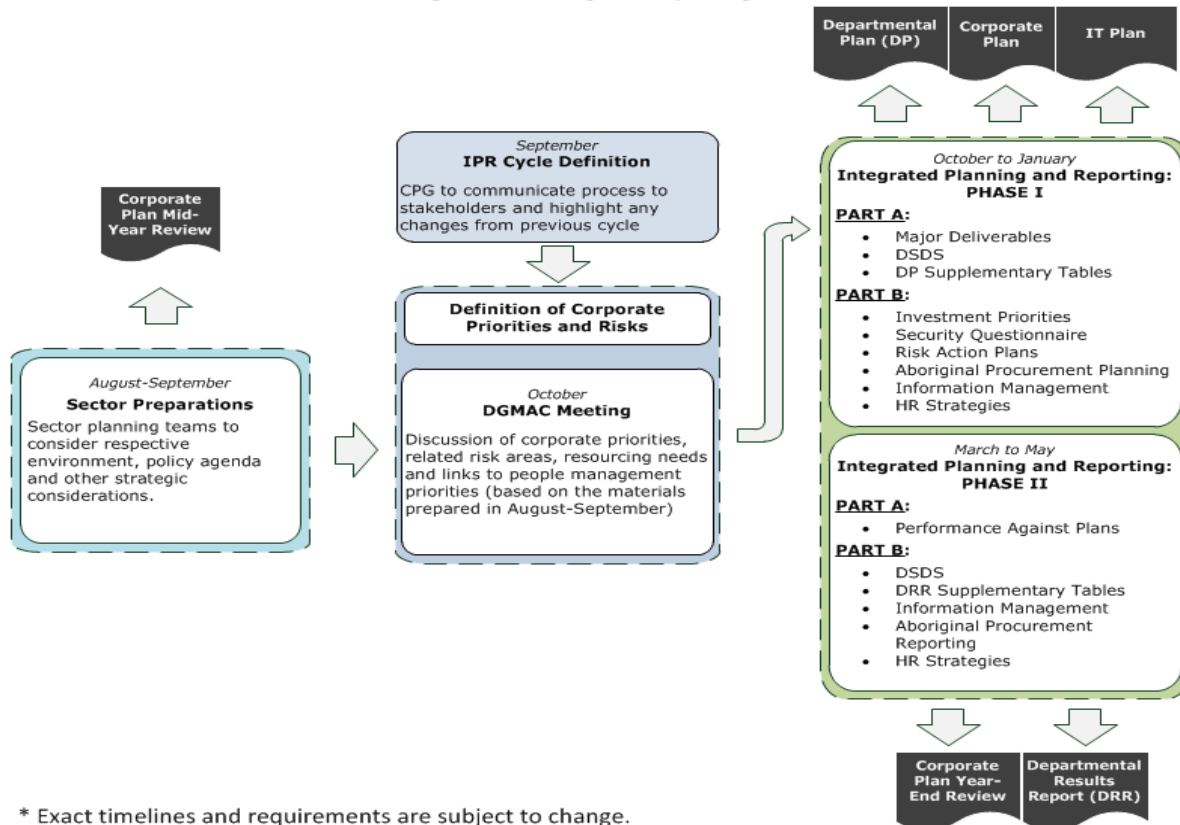 Departmental
Plan (DP)
Corporate
Plan
IT Plan
September
IPR Cycle Definition
CPG to communicate process to
stakeholders and highlight any
changes from previous cycle
Corporate
Plan Mid-
Year Review
Definition of Corporate
Priorities and Risks
August-September
Sector Preparations
Sector planning teams to
consider respective
environment, policy agenda
and other strategic
considerations.
October
DGMAC Meeting
Discussion of corporate priorities,
related risk areas, resourcing needs
and links to people management
priorities (based on the materials
prepared in August-September)
October to January
Integrated Planning and Reporting:
PHASE I
PART A:
• Major Deliverables
• DSDS
• DP Supplementary Tables
PART B:
• Investment Priorities
• Security Questionnaire
• Risk Action Plans
• Aboriginal Procurement Planning
• Information Management
• HR Strategies
March to May
Integrated Planning and Reporting:
PHASE II
PART A:
• Performance Against Plans
PART B:
• DSDS
• DRR Supplementary Tables
• Information Management
• Aboriginal Procurement
Reporting
• HR Strategies
Corporate
Plan Year-
End Review
Departmental
Results
Report (DRR)
* Exact timelines and requirements are subject to change.